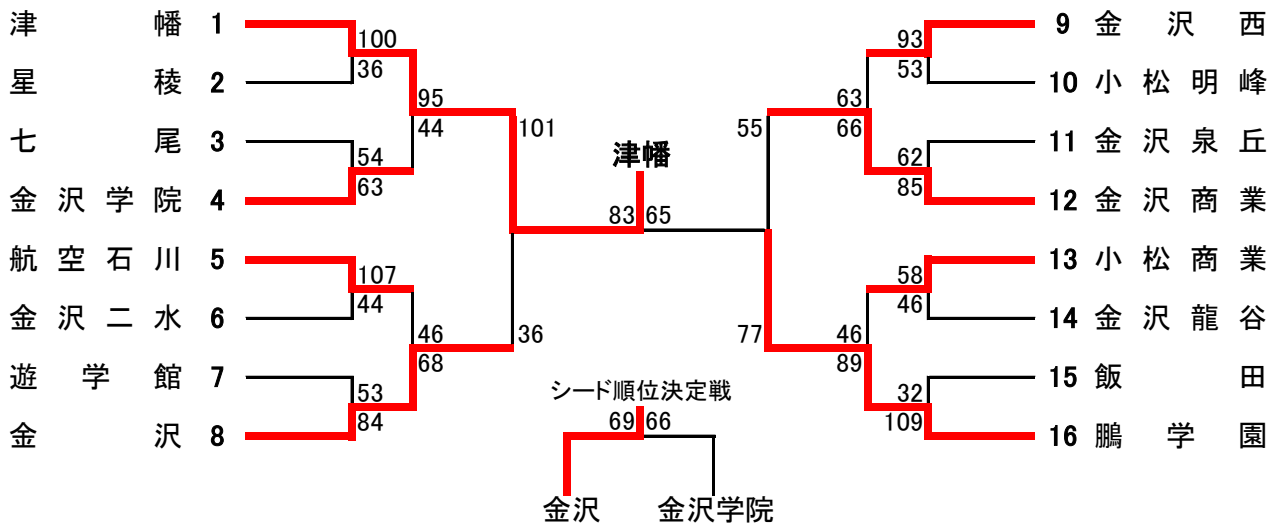 津幡 1 100 93 9 金沢西
星稜 2 36 53 10 小松明峰
95 63
44 101 55 66
七尾 3 54 62 11 金沢泉丘
津幡
金沢学院 4 63 85 12 金沢商業
83 65
航空石川 5 107 58 13 小松商業
金沢二水 6 44 46 14 金沢龍谷
46 36 77 46
68 89
遊学館 7 53 32 15 飯田
シード順位決定戦
金沢 8 84 69 66 109 16 鵬学園
金沢 金沢学院